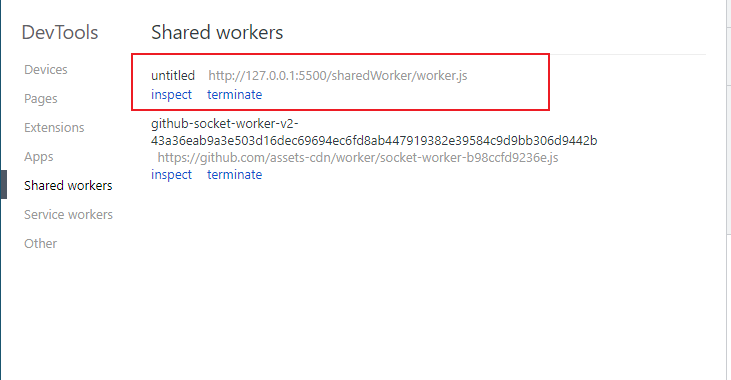 DevTools
Devices
Pages
Extensions
Apps
Shared workers
Service workers
Other
Shared workers
untitled http://127.0.0.1:5500/sharedWorker/worker.js
inspect terminate
github-socket-worker-v2-
43a36eab9a3e503d16dec69694ec6fd8ab447919382e39584c9d9bb306d9442b
https://github.com/assets-cdn/worker/socket-worker-b98ccfd9236e.js
inspect terminate